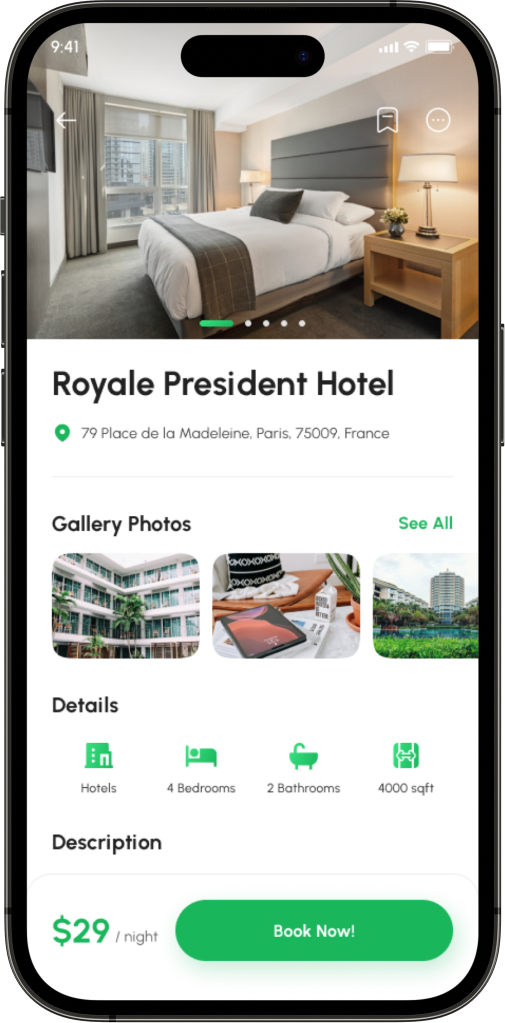 9:41
Royale President Hotel
79 Place de la Madeleine, Paris, 75009, France
Gallery Photos
See All
Details
Hotels
4 Bedrooms
2 Bathrooms
4000 sqft
Description
$29 / night
Book Now!